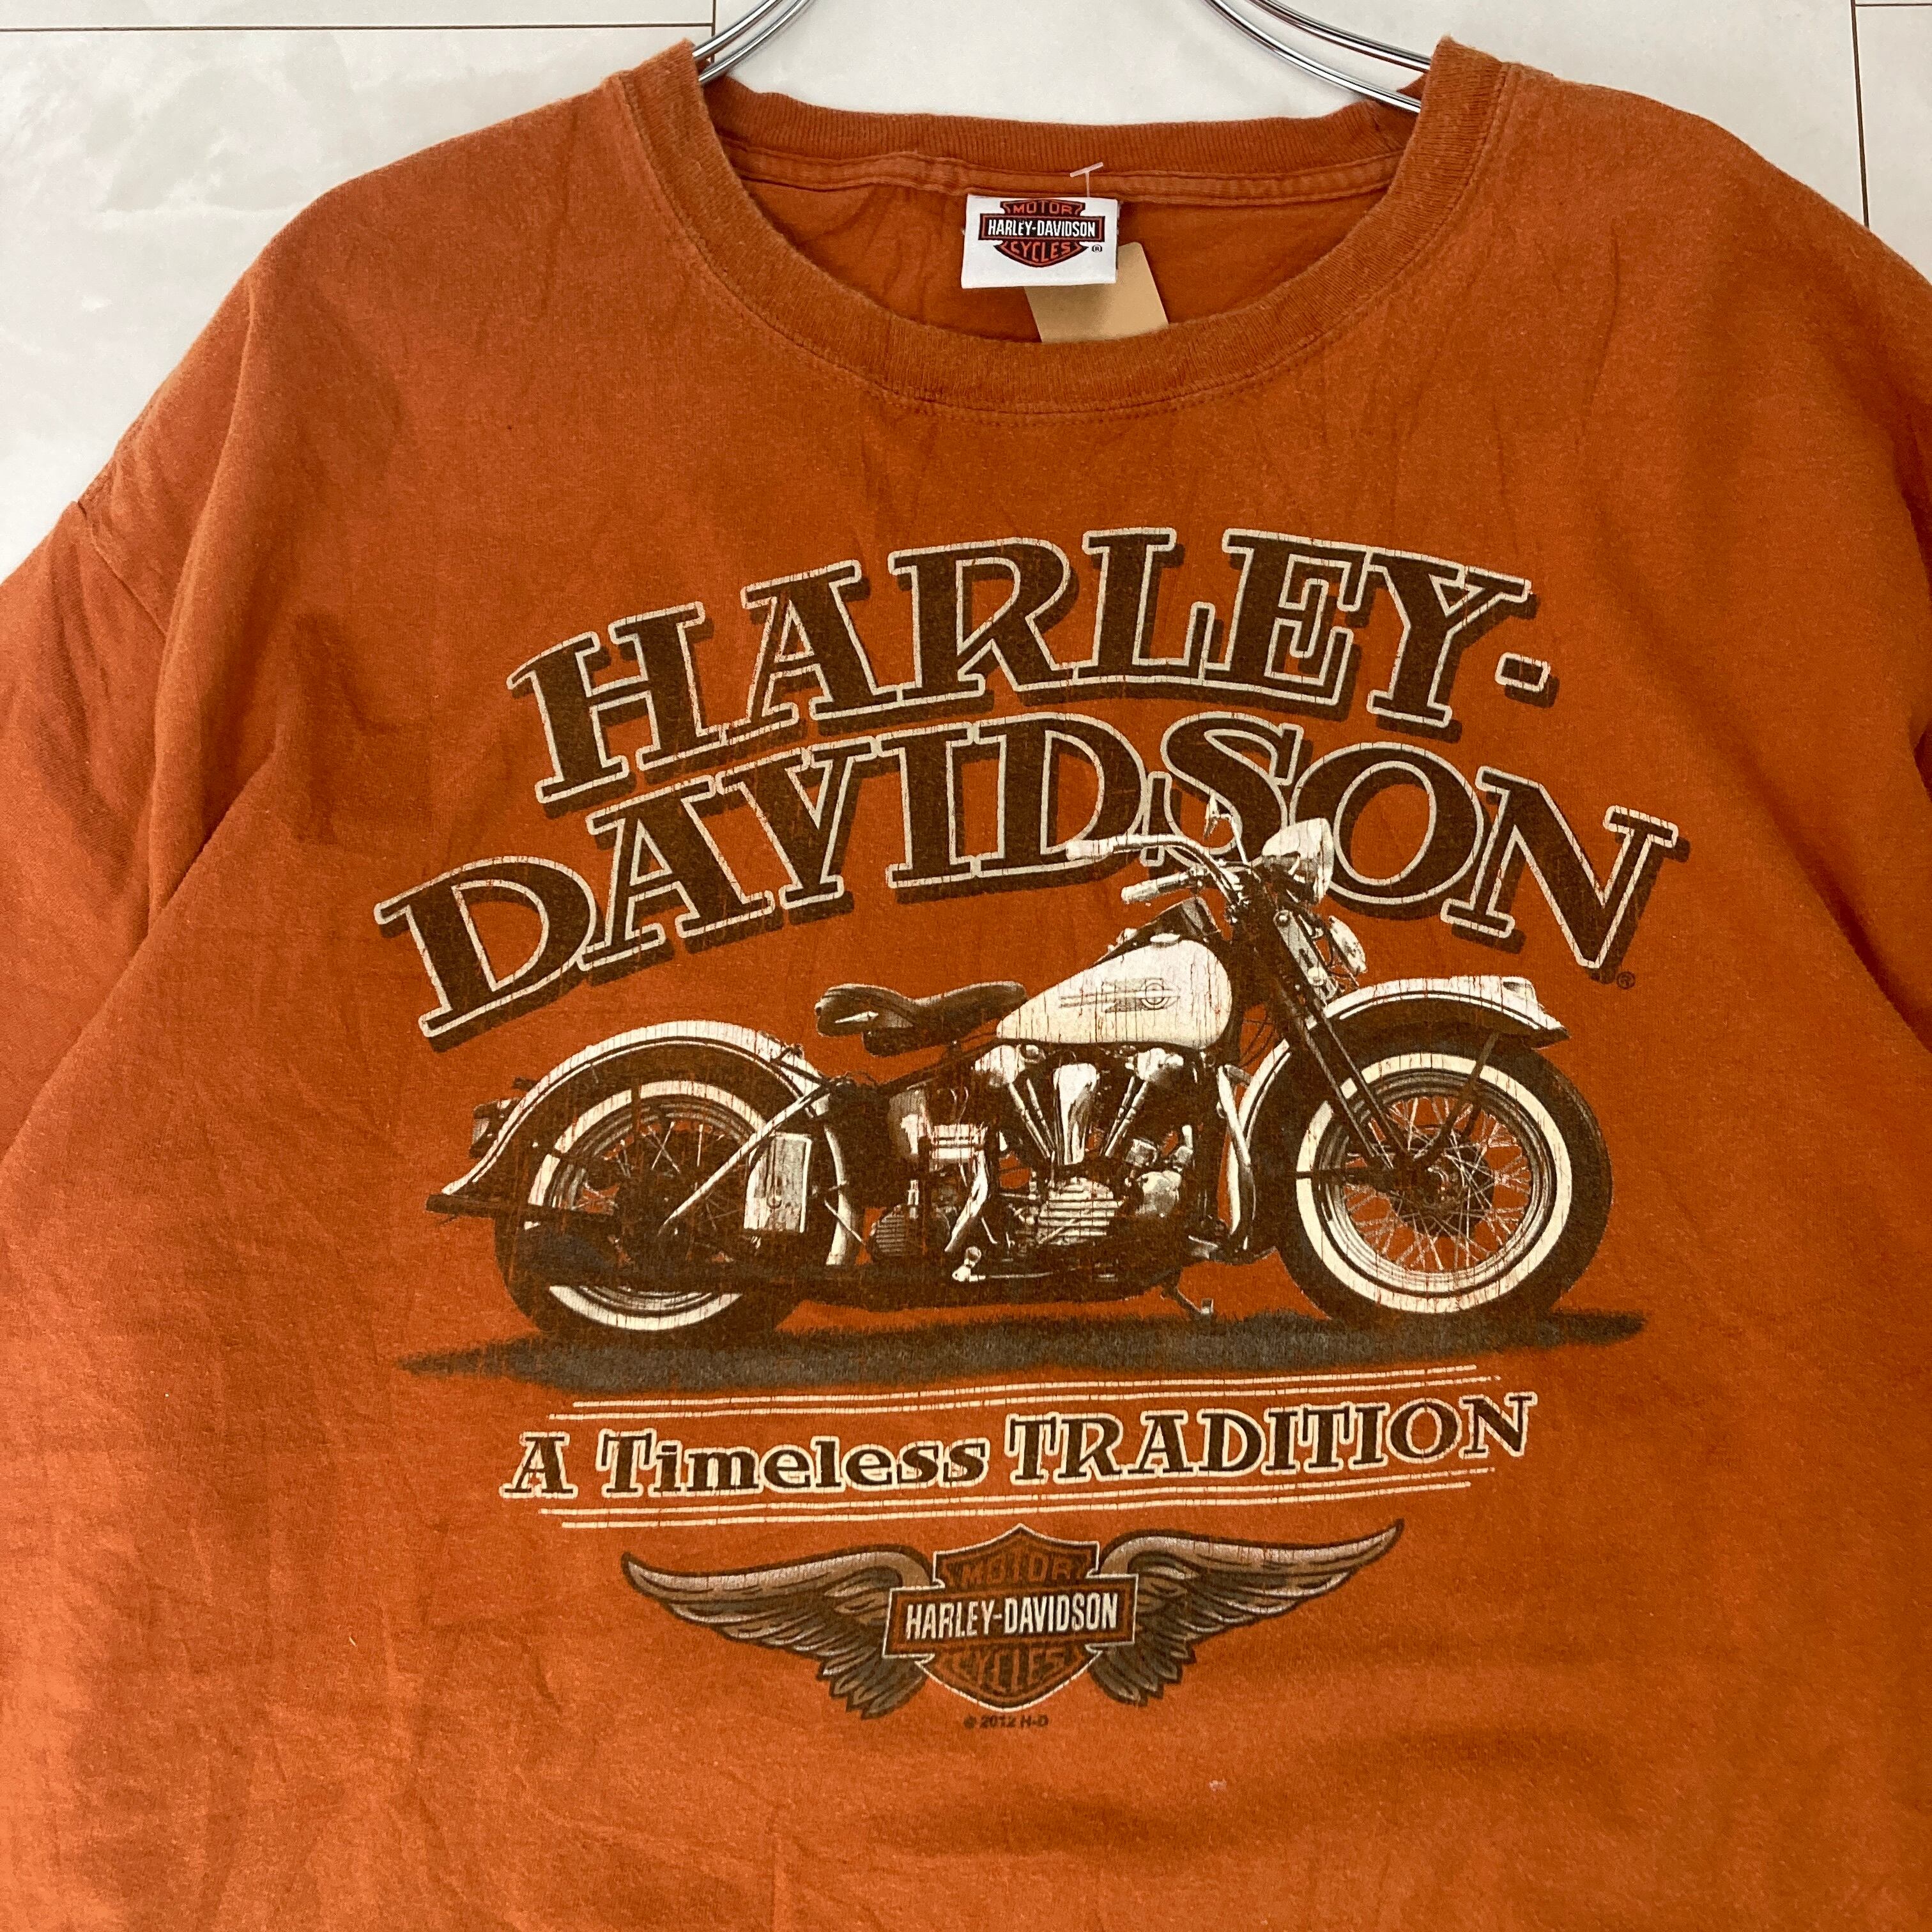 MOTOR
HARLEY-DAVIDSON
CYCLES ®
HARLEY-
DAVIDSON ®
A Timeless TRADITION
MOTOR
HARLEY-DAVIDSON
CYCLES
© 2012 H-D